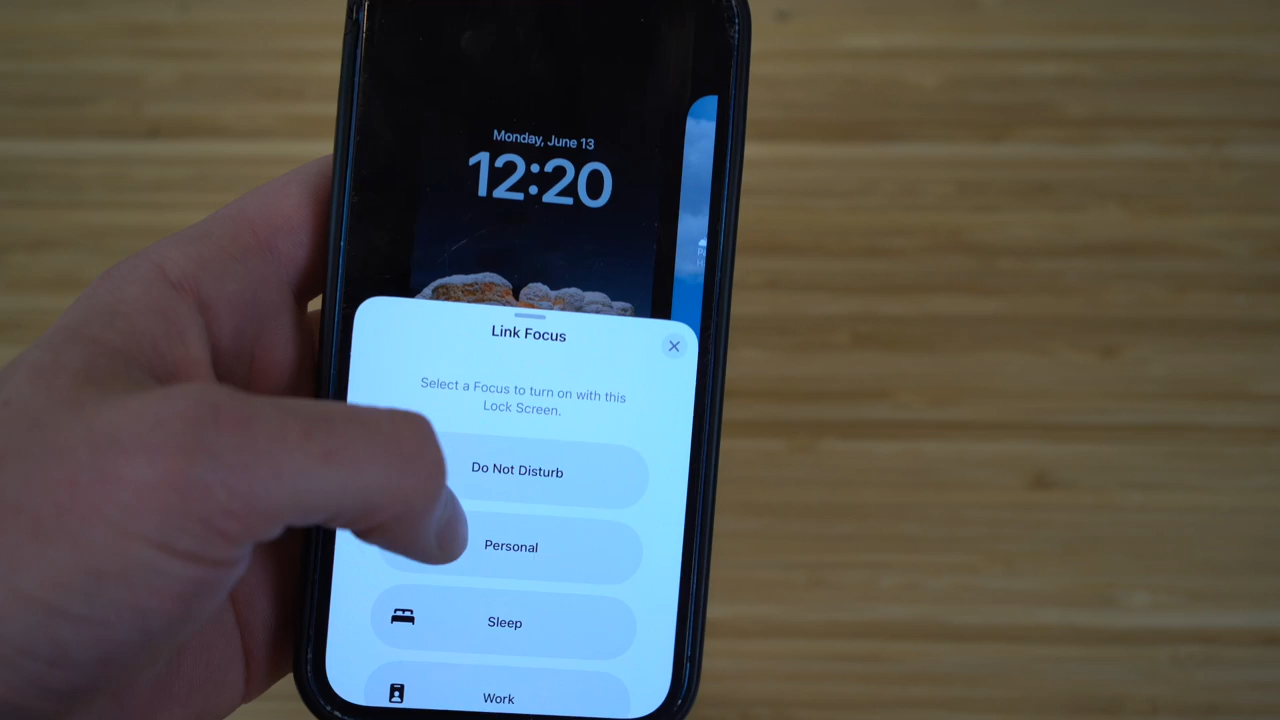 Monday, June 13
12:20
Link Focus
Select a Focus to turn on with this
Lock Screen.
Do Not Disturb
Personal
Sleep
Work